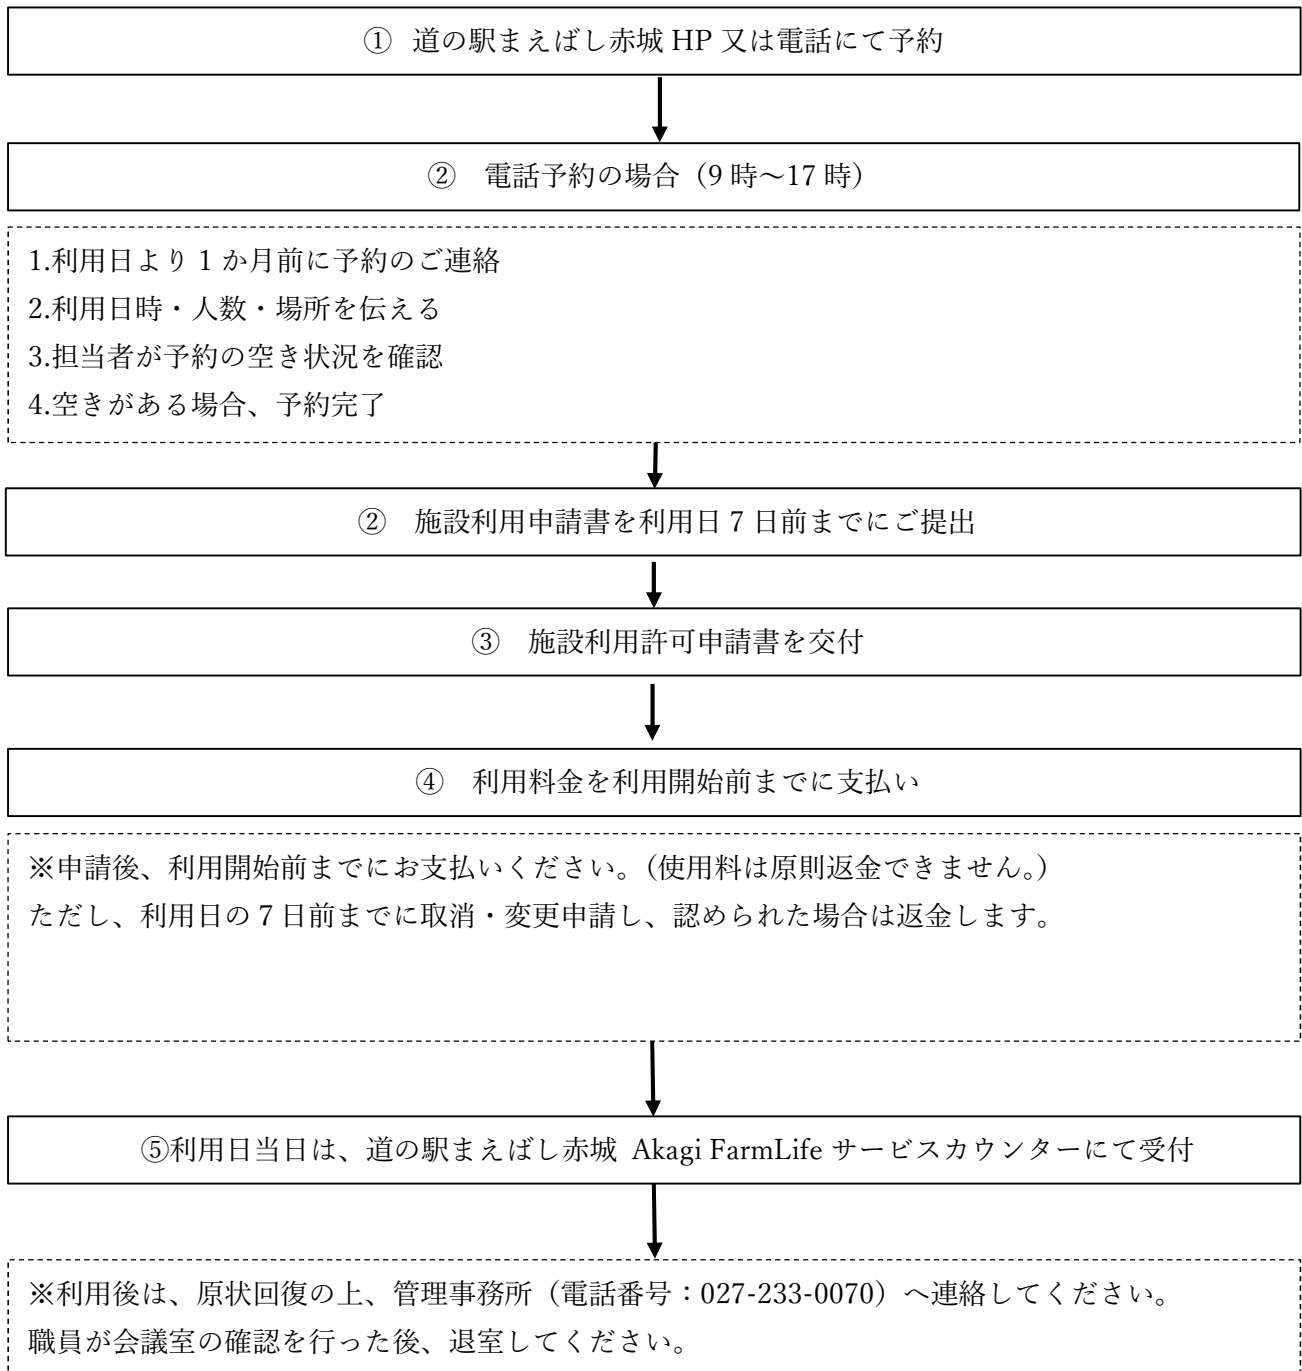 ① 道の駅まえばし赤城 HP 又は電話にて予約
② 電話予約の場合（9 時～17 時）
1.利用日より 1 か月前に予約のご連絡
2.利用日時・人数・場所を伝える
3.担当者が予約の空き状況を確認
4.空きがある場合、予約完了
② 施設利用申請書を利用日 7 日前までにご提出
③ 施設利用許可申請書を交付
④ 利用料金を利用開始前までに支払い
※申請後、利用開始前までにお支払いください。（使用料は原則返金できません。）
ただし、利用日の 7 日前までに取消・変更申請し、認められた場合は返金します。
⑤利用日当日は、道の駅まえばし赤城 Akagi FarmLife サービスカウンターにて受付
※利用後は、原状回復の上、管理事務所（電話番号：027-233-0070）へ連絡してください。
職員が会議室の確認を行った後、退室してください。